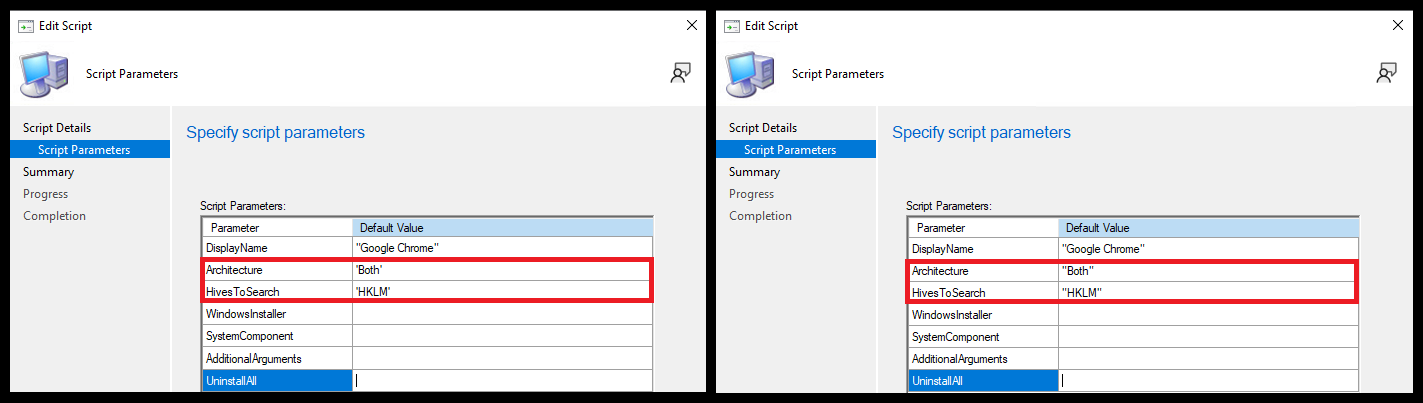 Edit Script
Script Parameters
Script Details
Script Parameters
Summary
Progress
Completion
Specify script parameters
Script Parameters:
Parameter Default Value
DisplayName "Google Chrome"
Architecture 'Both'
HivesToSearch 'HKLM'
WindowsInstaller
SystemComponent
AdditionalArguments
UninstallAll
Edit Script
Script Parameters
Script Details
Script Parameters
Summary
Progress
Completion
Specify script parameters
Script Parameters:
Parameter Default Value
DisplayName "Google Chrome"
Architecture "Both"
HivesToSearch "HKLM"
WindowsInstaller
SystemComponent
AdditionalArguments
UninstallAll